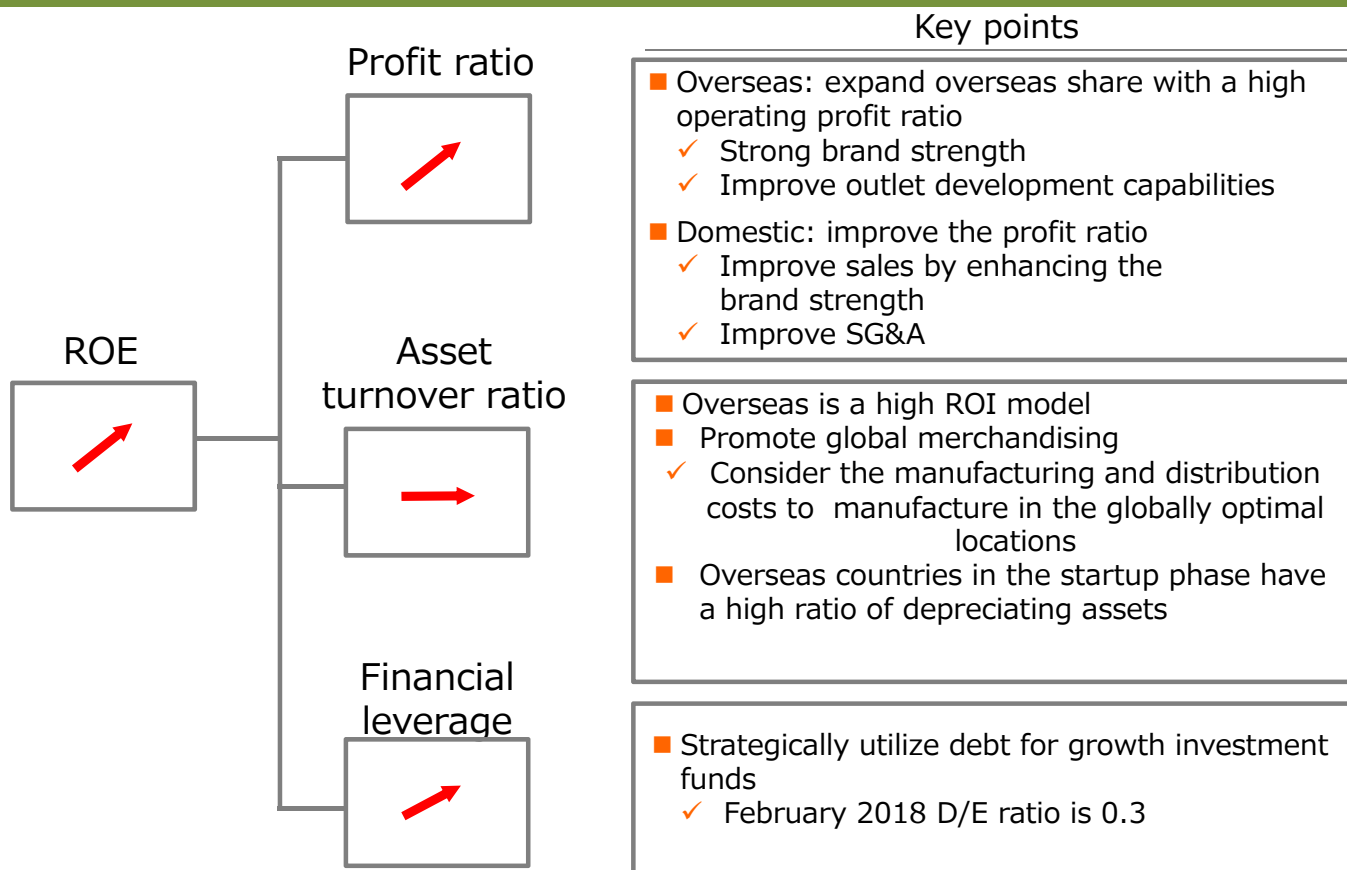 Key points
Profit ratio
■ Overseas: expand overseas share with a high
operating profit ratio
✓ Strong brand strength
✓ Improve outlet development capabilities
■ Domestic: improve the profit ratio
✓ Improve sales by enhancing the
brand strength
✓ Improve SG&A
ROE
Asset
turnover ratio
■ Overseas is a high ROI model
■ Promote global merchandising
✓ Consider the manufacturing and distribution
costs to manufacture in the globally optimal
locations
■ Overseas countries in the startup phase have
a high ratio of depreciating assets
Financial
leverage
■ Strategically utilize debt for growth investment
funds
✓ February 2018 D/E ratio is 0.3